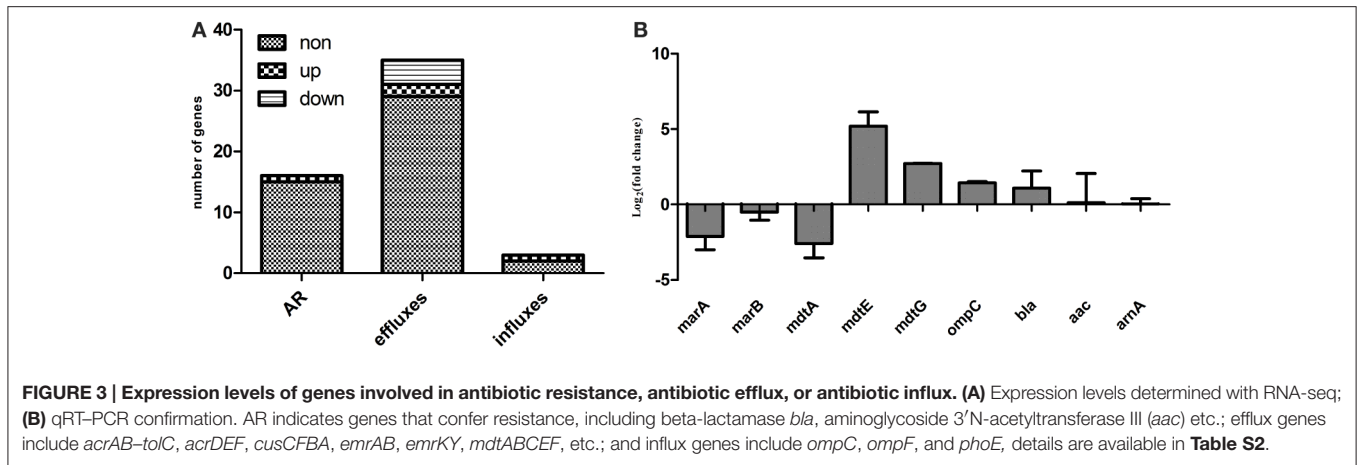 A
40
30
20
10
0
number of genes
non
up
down
AR
effluxes
influxes
B
10
5
0
-5
Log2(fold change)
marA
marB
mdtA
mdtE
mdtG
ompC
bla
aac
arnA
FIGURE 3 | Expression levels of genes involved in antibiotic resistance, antibiotic efflux, or antibiotic influx. (A) Expression levels determined with RNA-seq;
(B) qRT–PCR confirmation. AR indicates genes that confer resistance, including beta-lactamase bla, aminoglycoside 3′N-acetyltransferase III (aac) etc.; efflux genes
include acrAB–tolC, acrDEF, cusCFBA, emrAB, emrKY, mdtABCEF, etc.; and influx genes include ompC, ompF, and phoE, details are available in Table S2.